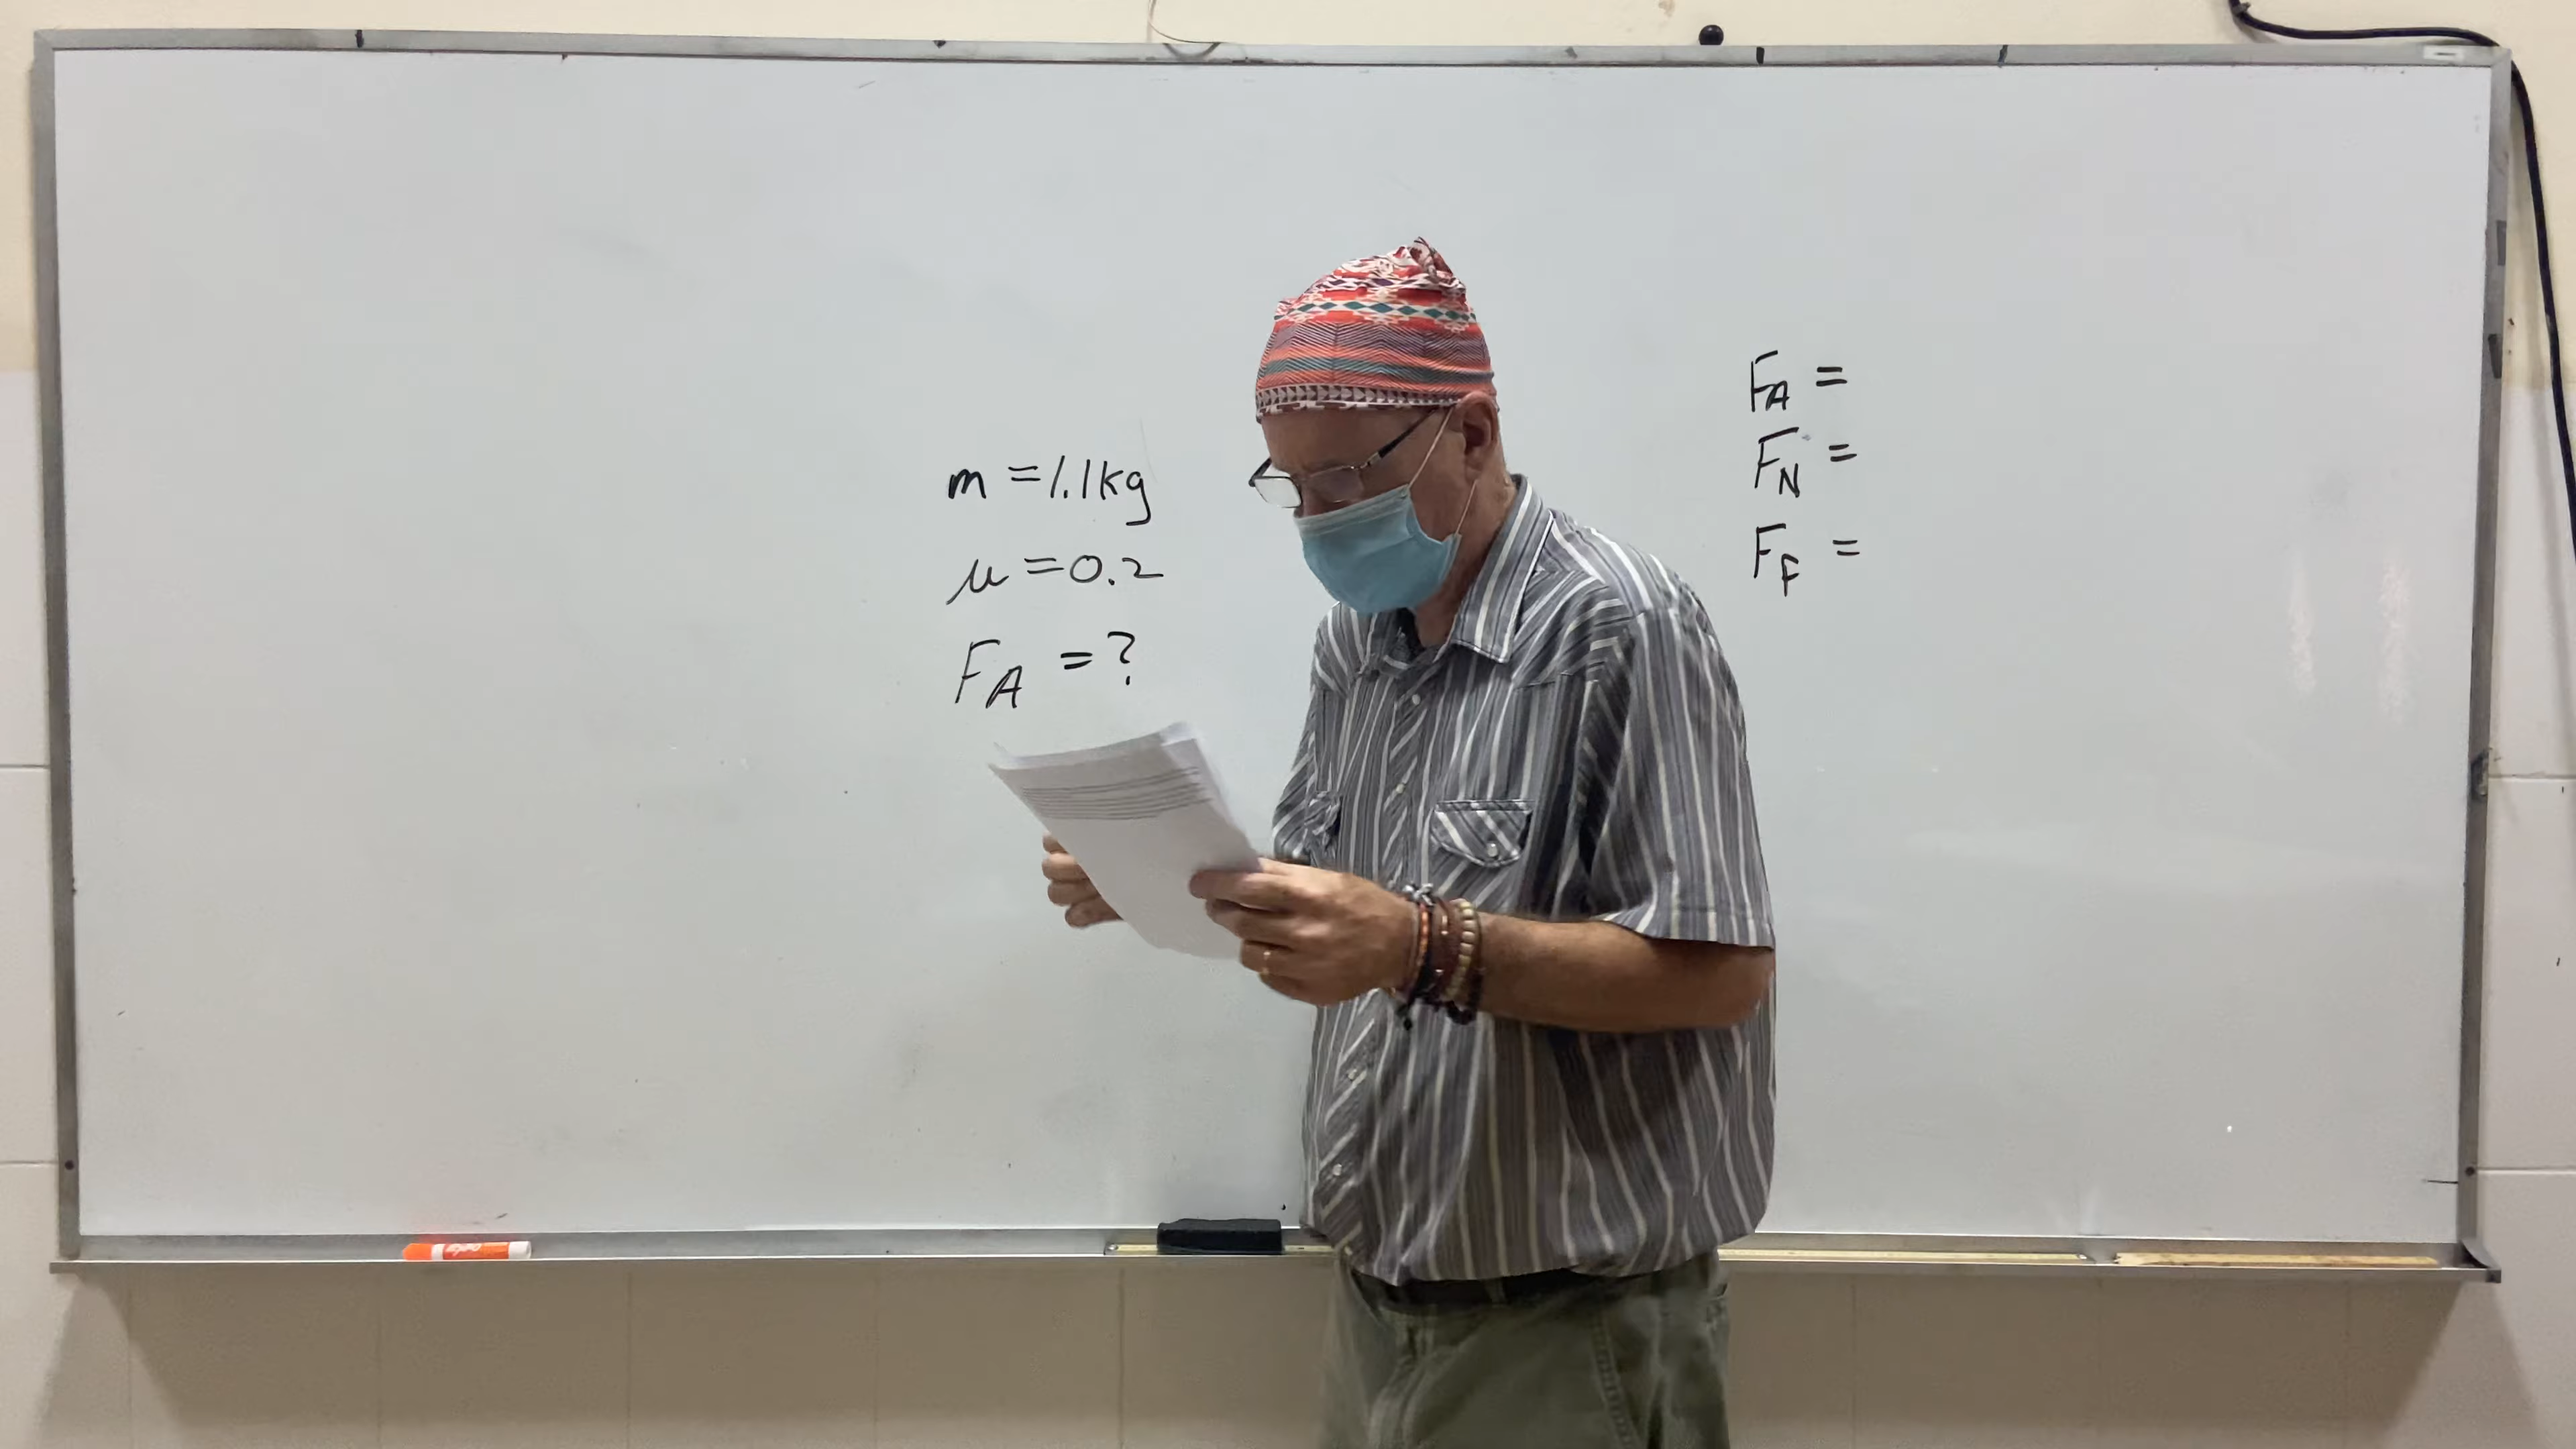 m = 1.1kg
μ = 0.2
F_A = ?
F_A =
F_N =
F_F =